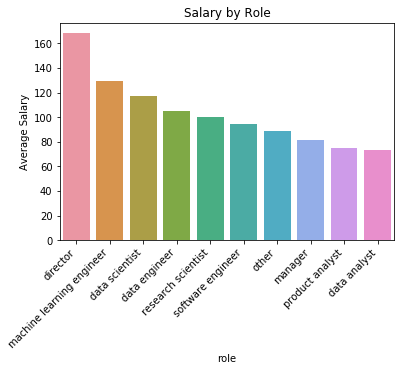 Salary by Role
Average Salary
160
140
120
100
80
60
40
20
0
director
machine learning engineer
data scientist
data engineer
research scientist
software engineer
other
manager
product analyst
data analyst
role